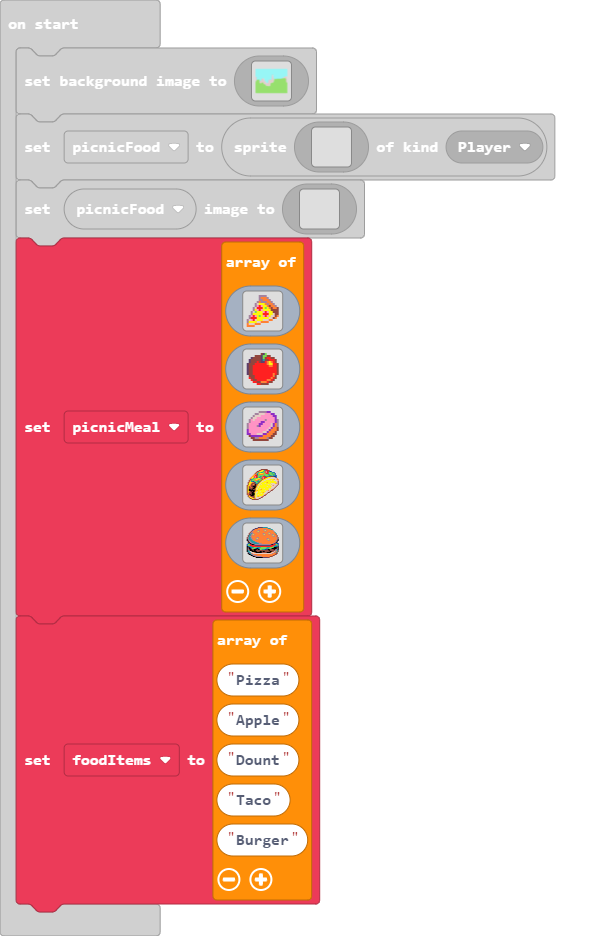 on start
set background image to
set picnicFood to sprite of kind Player
set picnicFood image to
array of
set picnicMeal to
array of
"Pizza"
"Apple"
set foodItems to "Dount"
"Taco"
"Burger"